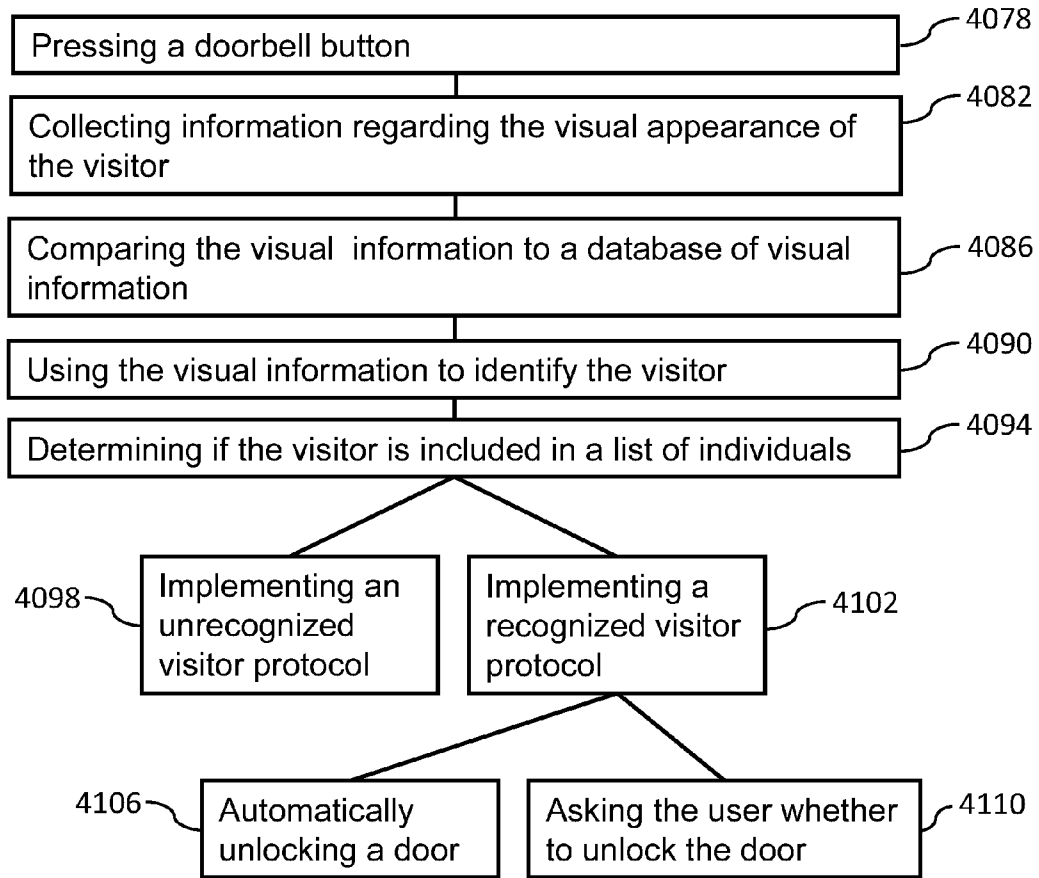 Pressing a doorbell button
4078
Collecting information regarding the visual appearance of
the visitor
4082
Comparing the visual information to a database of visual
information
4086
Using the visual information to identify the visitor
4090
Determining if the visitor is included in a list of individuals
4094
4098
Implementing an
unrecognized
visitor protocol
Implementing a
recognized visitor
protocol
4102
4106
Automatically
unlocking a door
Asking the user whether
to unlock the door
4110